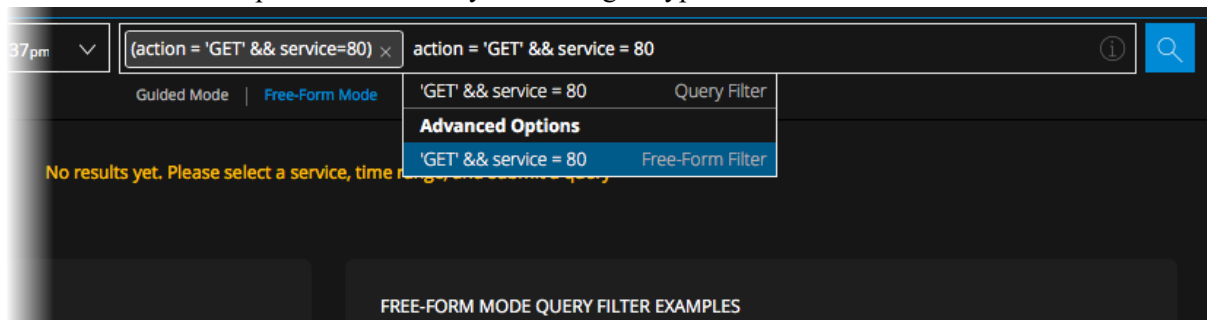 37pm (action = 'GET' && service=80) × action = 'GET' && service = 80
Guided Mode | Free-Form Mode
'GET' && service = 80 Query Filter
Advanced Options
'GET' && service = 80 Free-Form Filter
No results yet. Please select a service, time
FREE-FORM MODE QUERY FILTER EXAMPLES